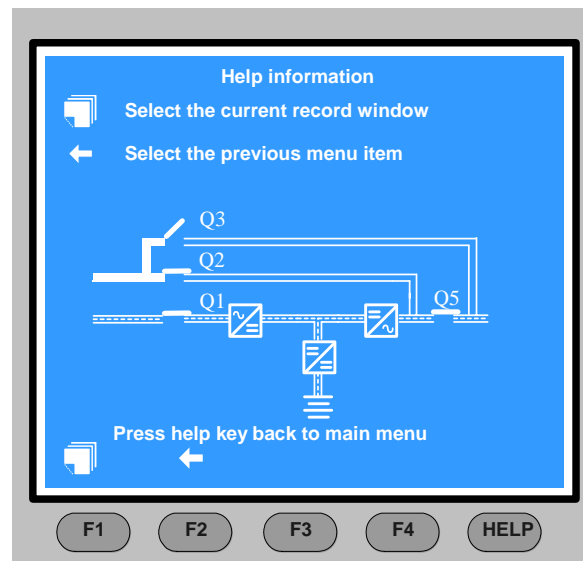 Help information
Select the current record window
Select the previous menu item
Q3
Q2
Q1
Q5
Press help key back to main menu
F1 F2 F3 F4 HELP